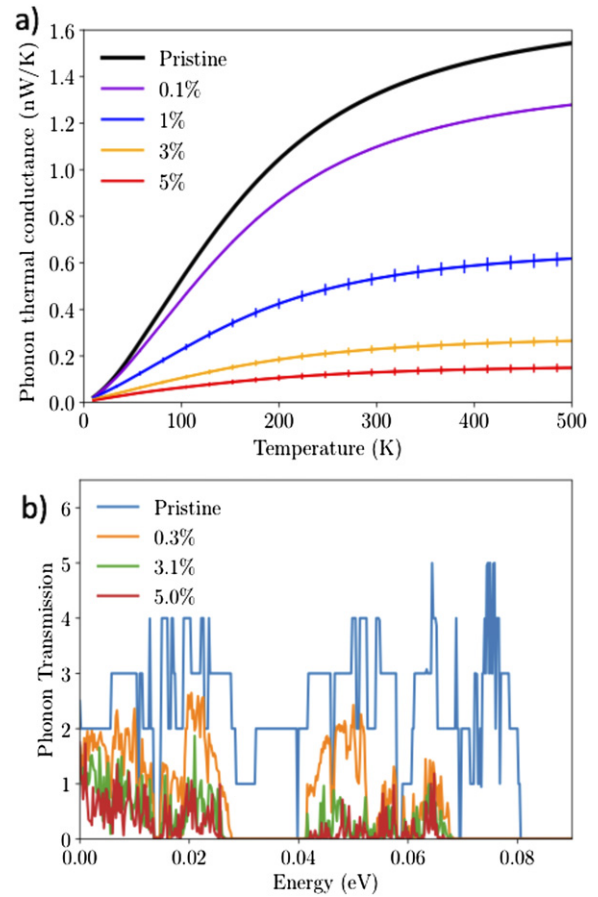 a)
Phonon thermal conductance (nW/K)
1.6
1.4
1.2
1.0
0.8
0.6
0.4
0.2
0.0
Pristine
0.1%
1%
3%
5%
0 100 200 300 400 500
Temperature (K)
b)
Phonon Transmission
6
5
4
3
2
1
0
Pristine
0.3%
3.1%
5.0%
0.00 0.02 0.04 0.06 0.08
Energy (eV)